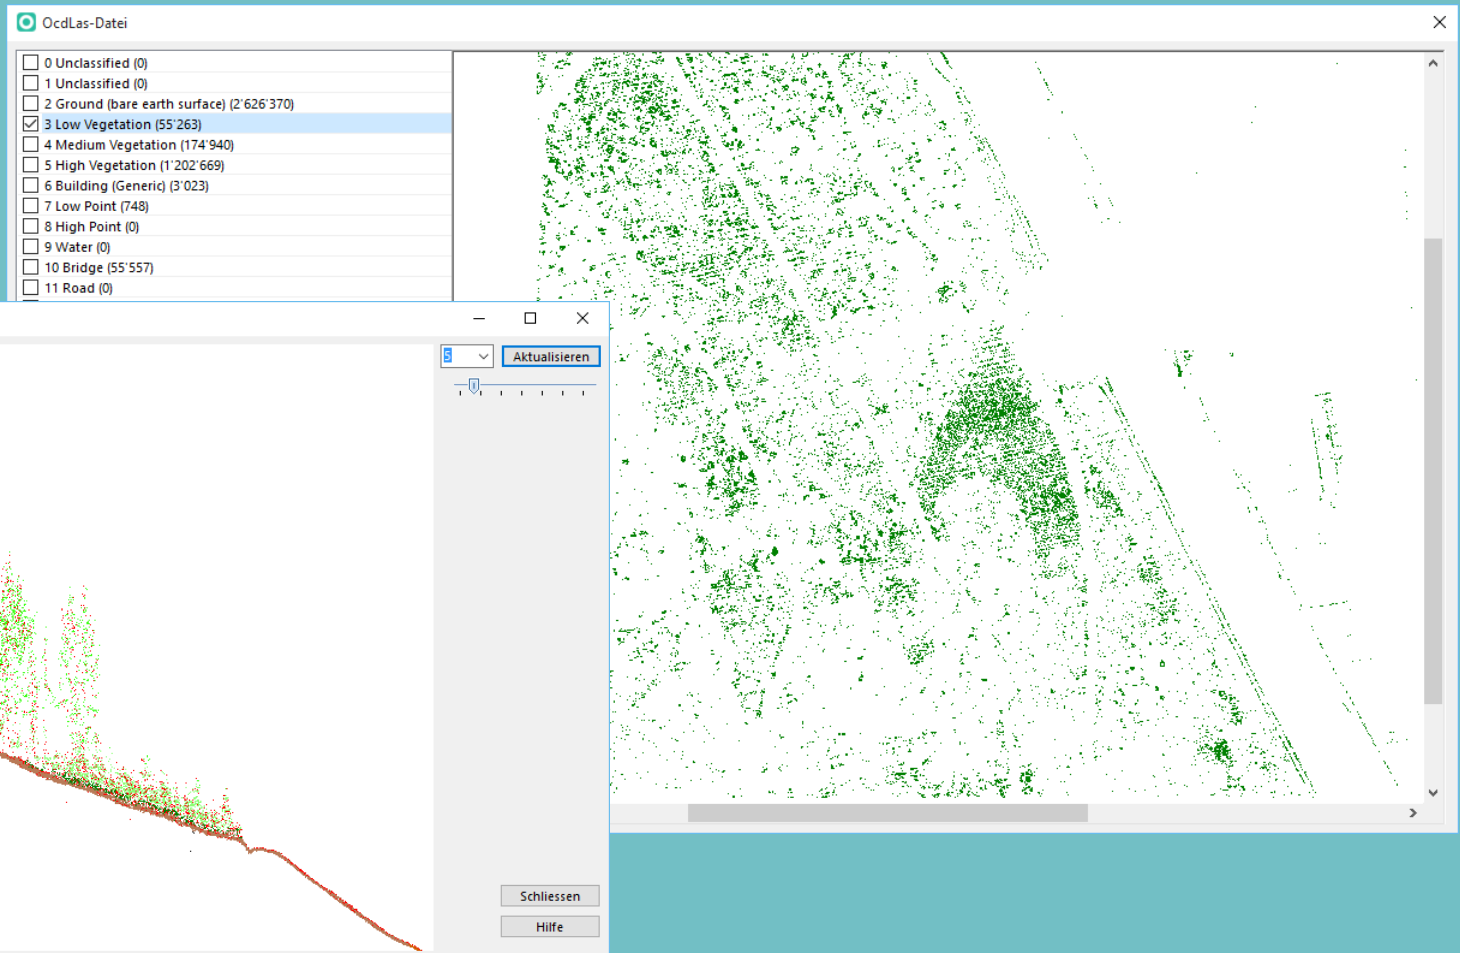 OcdLas-Datei
0 Unclassified (0)
1 Unclassified (0)
2 Ground (bare earth surface) (2'626'370)
3 Low Vegetation (55'263)
4 Medium Vegetation (174'940)
5 High Vegetation (1'202'669)
6 Building (Generic) (3'023)
7 Low Point (748)
8 High Point (0)
9 Water (0)
10 Bridge (55'557)
11 Road (0)
5
Aktualisieren
Schliessen
Hilfe